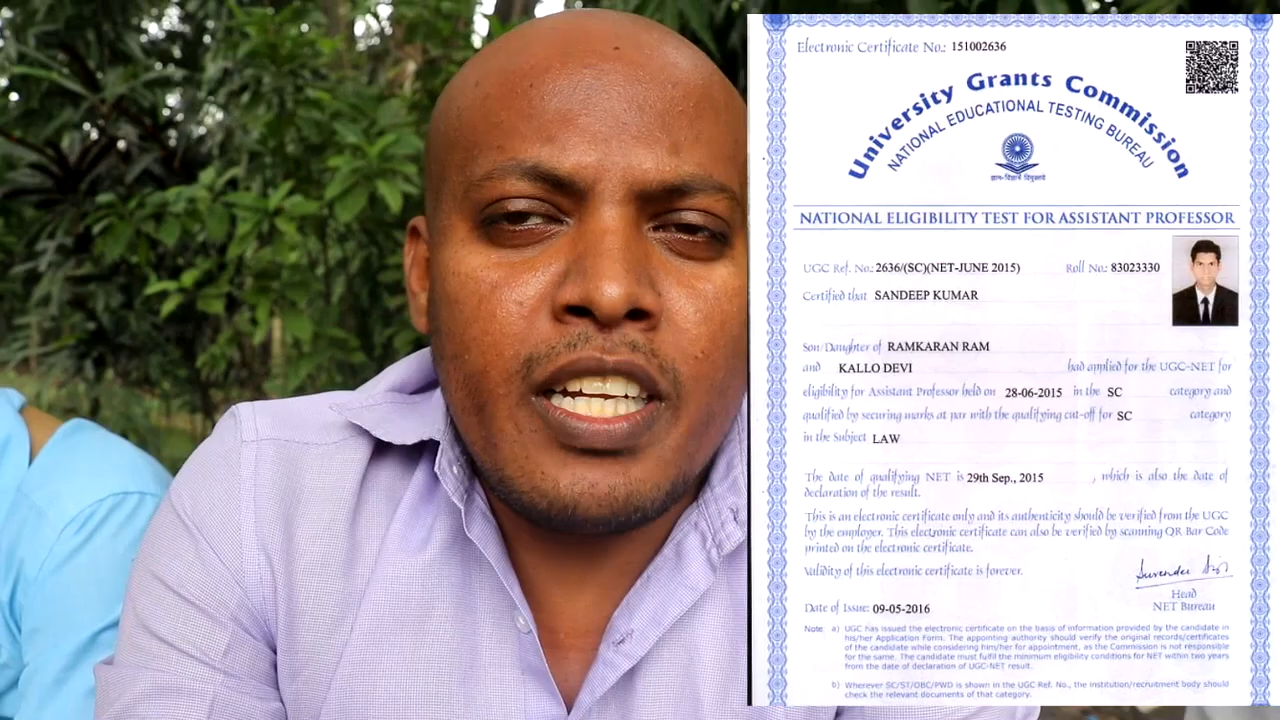 Electronic Certificate No.: 151002636
University Grants Commission
NATIONAL EDUCATIONAL TESTING BUREAU
ज्ञान-विज्ञानं विमुक्तये
NATIONAL ELIGIBILITY TEST FOR ASSISTANT PROFESSOR
UGC Ref. No.: 2636/(SC)(NET-JUNE 2015) Roll No.: 83023330
Certified that SANDEEP KUMAR
Son/Daughter of RAMKARAN RAM
and KALLO DEVI had applied for the UGC-NET for
eligibility for Assistant Professor held on 28-06-2015 in the SC category and
qualified by securing marks at par with the qualifying cut-off for SC category
in the Subject LAW
The date of qualifying NET is 29th Sep., 2015 , which is also the date of
declaration of the result.
This is an electronic certificate only and its authenticity should be verified from the UGC
by the employer. This electronic certificate can also be verified by scanning QR Bar Code
printed on the electronic certificate.
Validity of this electronic certificate is forever.
Head
Date of Issue: 09-05-2016 NET Bureau
Note: a) UGC has issued the electronic certificate on the basis of information provided by the candidate in
his/her Application Form. The appointing authority should verify the original records/certificates
of the candidate while considering him/her for appointment, as the Commission is not responsible
for the same. The candidate must fulfil the minimum eligibility conditions for NET within two years
from the date of declaration of UGC-NET result.
b) Wherever SC/ST/OBC/PWD is shown in the UGC Ref. No., the institution/recruitment body should
check the relevant documents of that category.